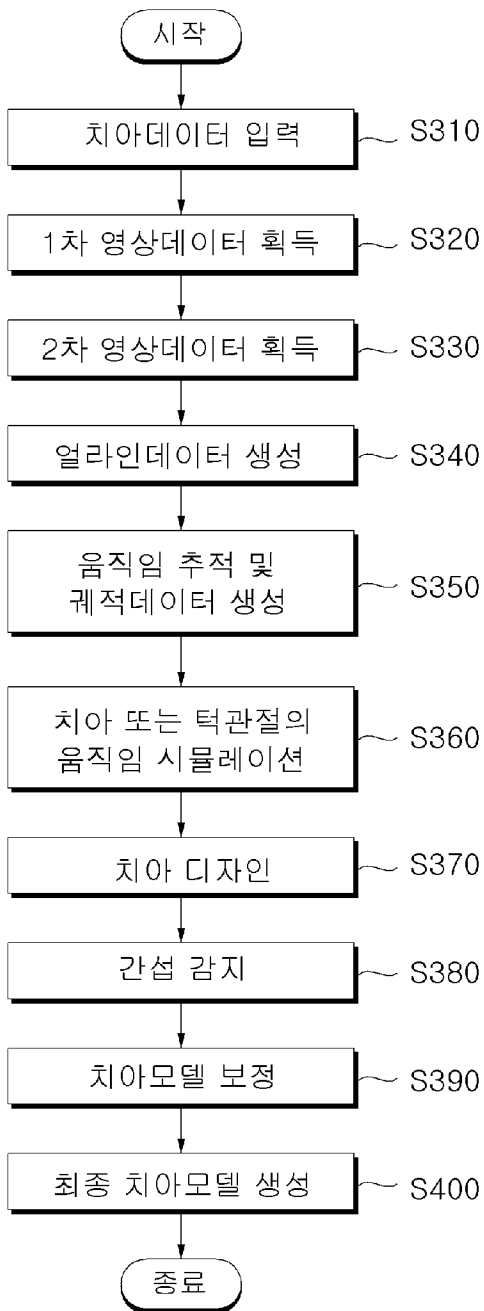 시작
치아데이터 입력
S310
1차 영상데이터 획득
S320
2차 영상데이터 획득
S330
얼라인데이터 생성
S340
움직임 추적 및
궤적데이터 생성
S350
치아 또는 턱관절의
움직임 시뮬레이션
S360
치아 디자인
S370
간섭 감지
S380
치아모델 보정
S390
최종 치아모델 생성
S400
종료